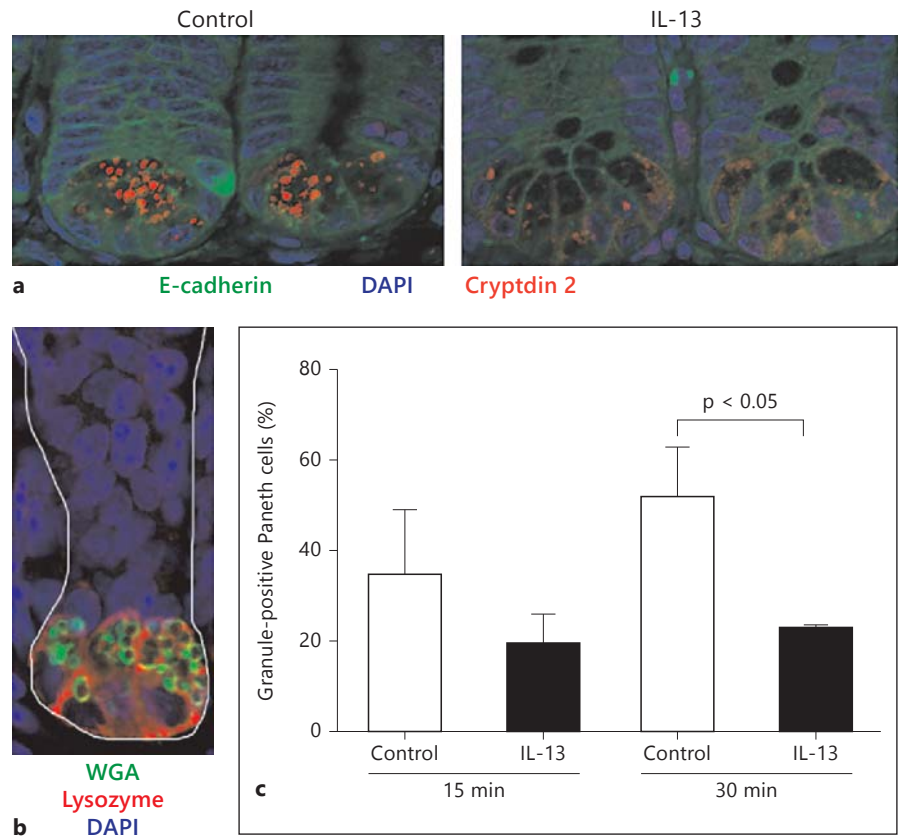 Control IL-13
a E-cadherin DAPI Cryptdin 2
WGA
Lysozyme
b DAPI
Granule-positive Paneth cells (%)
80
60
40
20
0
p < 0.05
Control IL-13 Control IL-13
c 15 min 30 min